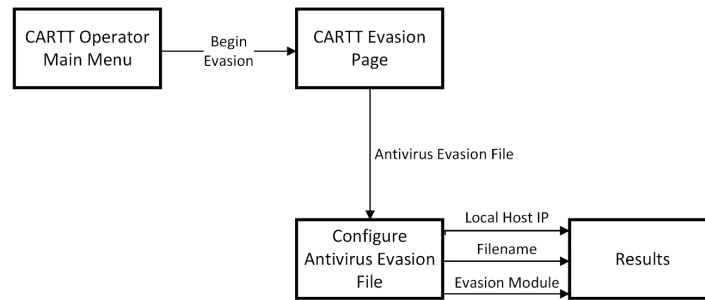 CARTT Operator
Main Menu
Begin
Evasion
CARTT Evasion
Page
Antivirus Evasion File
Configure
Antivirus Evasion
File
Local Host IP
Filename
Evasion Module
Results